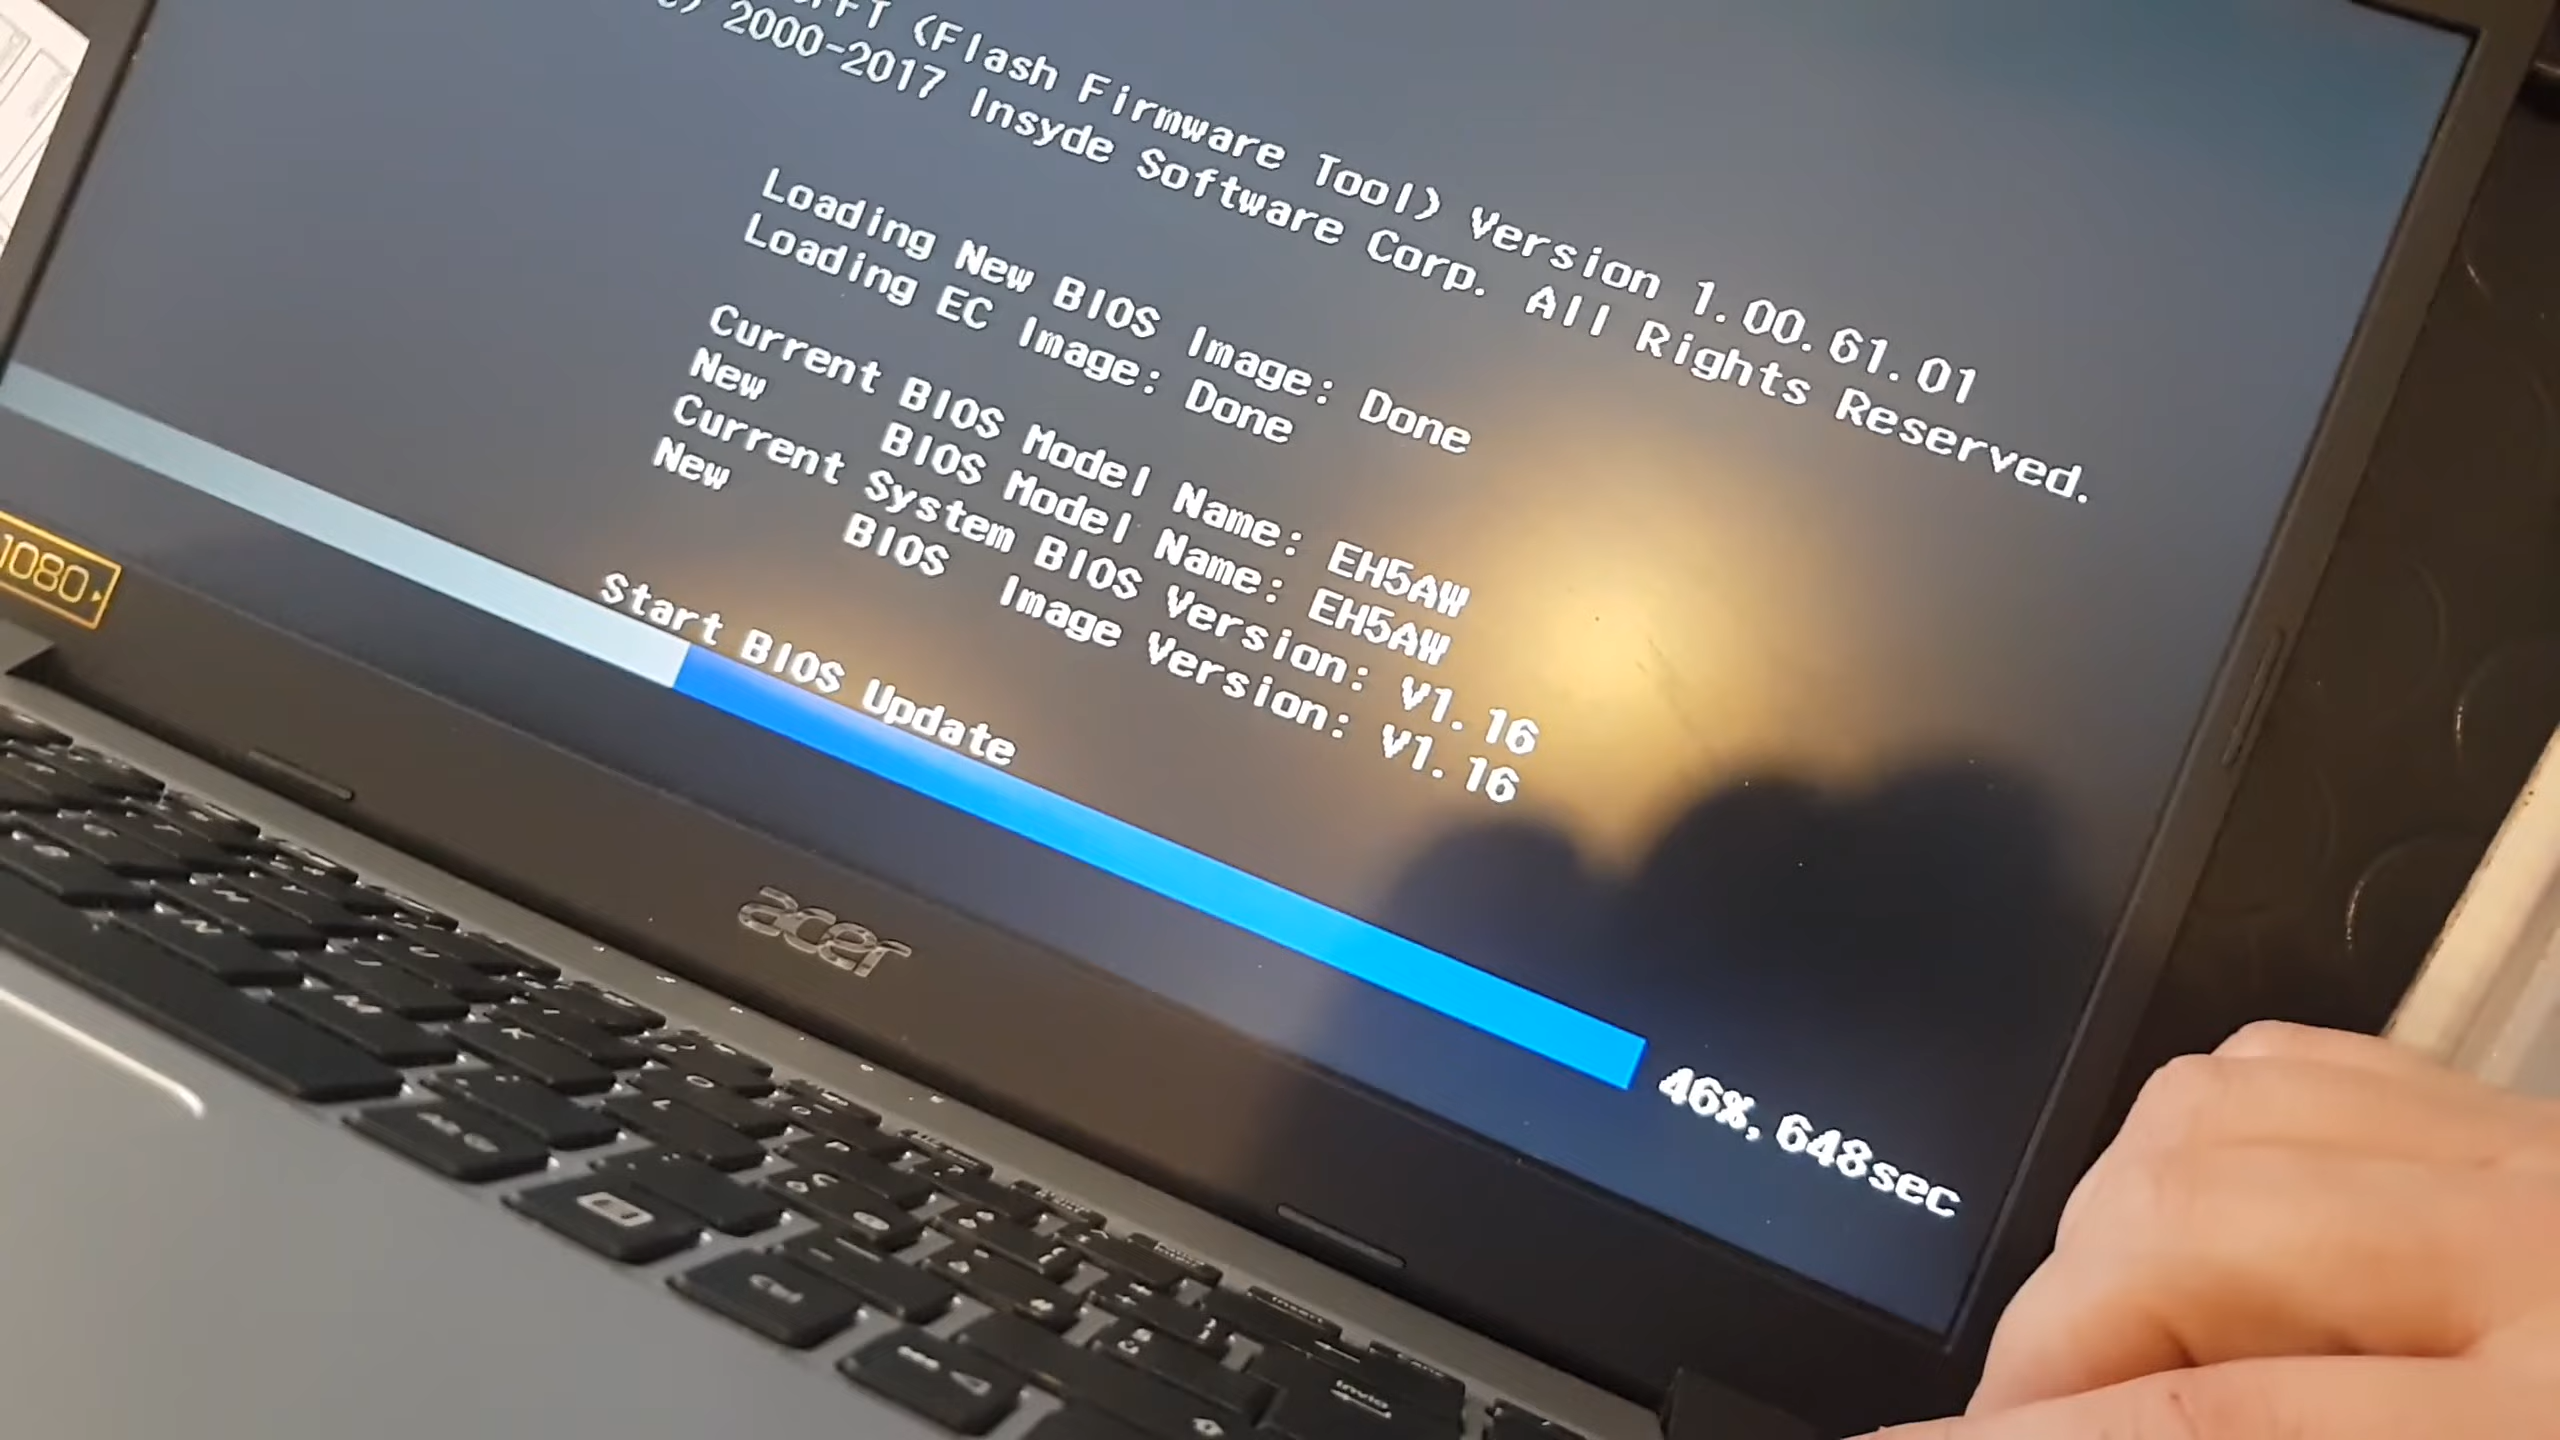 (Flash Firmware Tool) Version 1.00.61.01
2000-2017 Insyde Software Corp. All Rights Reserved.
Loading New BIOS Image: Done
Loading EC Image: Done
Current BIOS Model Name: EH5AW
New BIOS Model Name: EH5AW
Current System BIOS Version: V1.16
New BIOS Image Version: V1.16
Start BIOS Update
46%, 648sec
1080
acer